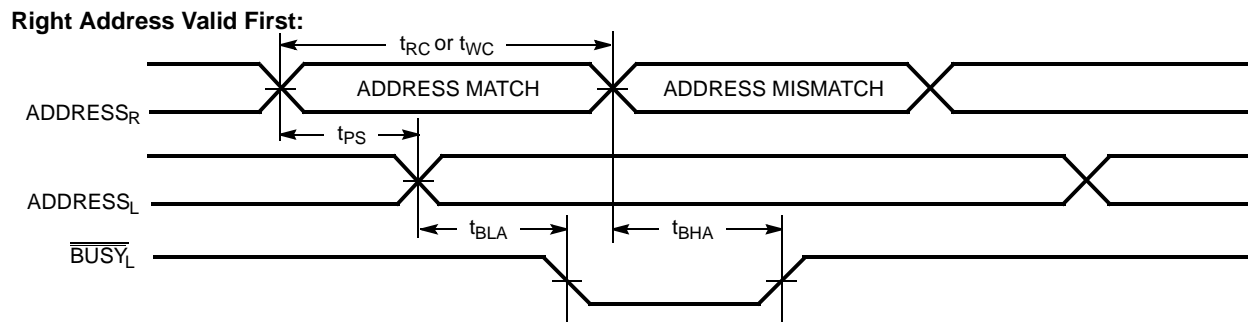 Right Address Valid First:
tRC or tWC
ADDRESSR
ADDRESS MATCH
ADDRESS MISMATCH
tPS
ADDRESSL
tBLA
tBHA
BUSYL